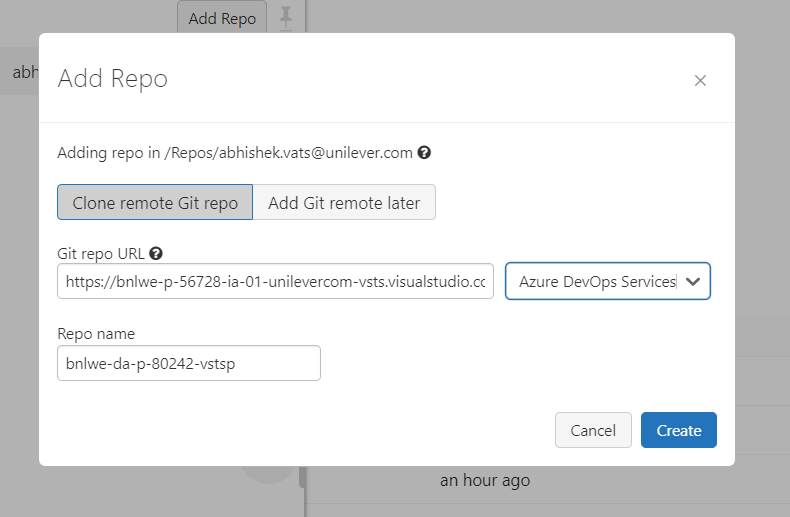 Add Repo
abh
Add Repo
×
Adding repo in /Repos/abhishek.vats@unilever.com ?
Clone remote Git repo Add Git remote later
Git repo URL ?
https://bnlwe-p-56728-ia-01-unilevercom-vsts.visualstudio.cc Azure DevOps Services
Repo name
bnlwe-da-p-80242-vstsp
Cancel Create
an hour ago